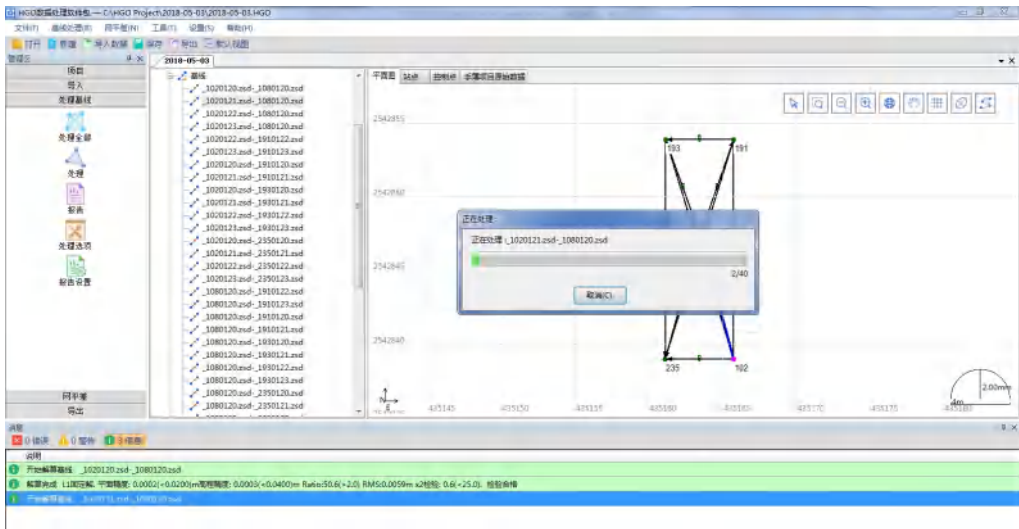 HGO数据处理软件包 — C:\HGO Project\2018-05-03\2018-05-03.HGO
文件(F) 基线处理(B) 网平差(N) 工具(T) 设置(S) 帮助(H)
打开 新建 导入数据 保存 导出 默认视图
管理区
2018-05-03
项目
导入
处理基线
处理全部
处理
报告
处理选项
报告设置
网平差
导出
基线
_1020120.zsd-_1080120.zsd
_1020121.zsd-_1080120.zsd
_1020122.zsd-_1080120.zsd
_1020123.zsd-_1080120.zsd
_1020122.zsd-_1910122.zsd
_1020123.zsd-_1910123.zsd
_1020120.zsd-_1910120.zsd
_1020121.zsd-_1910121.zsd
_1020120.zsd-_1930120.zsd
_1020121.zsd-_1930121.zsd
_1020122.zsd-_1930122.zsd
_1020123.zsd-_1930123.zsd
_1020120.zsd-_2350120.zsd
_1020121.zsd-_2350121.zsd
_1020122.zsd-_2350122.zsd
_1020123.zsd-_2350123.zsd
_1080120.zsd-_1910122.zsd
_1080120.zsd-_1910123.zsd
_1080120.zsd-_1910121.zsd
_1080120.zsd-_1910120.zsd
_1080120.zsd-_1930121.zsd
_1080120.zsd-_1930122.zsd
_1080120.zsd-_1930123.zsd
_1080120.zsd-_2350120.zsd
_1080120.zsd-_2350121.zsd
平面图 站点 控制点 手簿项目原始数据
2542855
2542850
2542845
2542840
193
191
235
102
正在处理
正在处理 :_1020121.zsd-_1080120.zsd
2/40
取消(C)
N
E
435145
435150
435155
435160
435165
435170
435175
435180
4m
2.00mm
消息
0 错误 0 警告 3 信息
说明
开始解算基线 _1020120.zsd-_1080120.zsd
解算完成 L1固定解. 平面精度: 0.0002(<0.0200)m高程精度: 0.0003(<0.0400)m Ratio:50.6(>2.0) RMS:0.0059m x2检验: 0.6(<25.0). 检验合格
开始解算基线 _1020121.zsd-_1080120.zsd